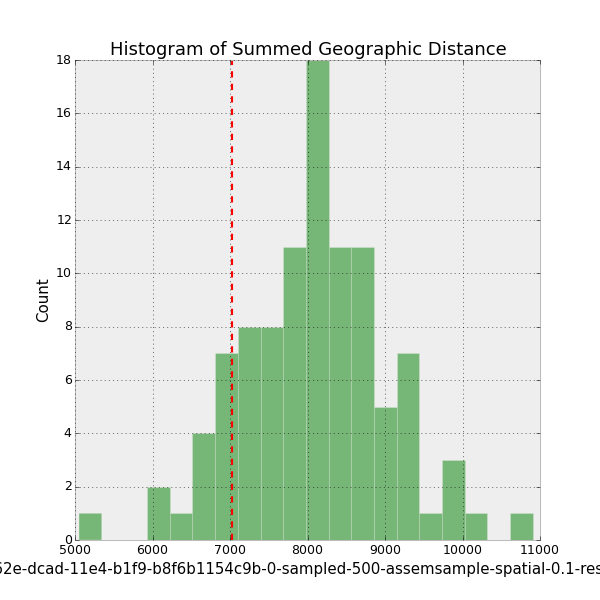 Histogram of Summed Geographic Distance
18
16
14
12
10
8
6
4
2
0
Count
5000 6000 7000 8000 9000 10000 11000
62e-dcad-11e4-b1f9-b8f6b1154c9b-0-sampled-500-assemsample-spatial-0.1-res